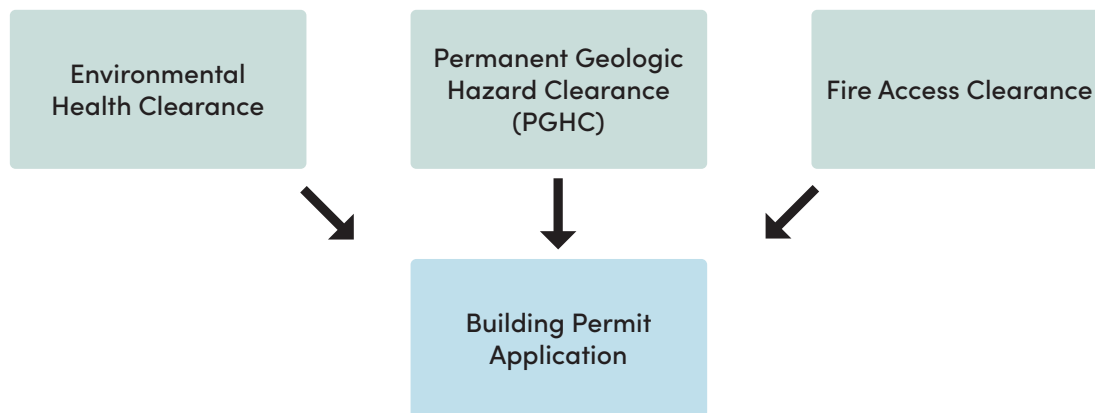 Environmental
Health Clearance
Permanent Geologic
Hazard Clearance
(PGHC)
Fire Access Clearance
Building Permit
Application